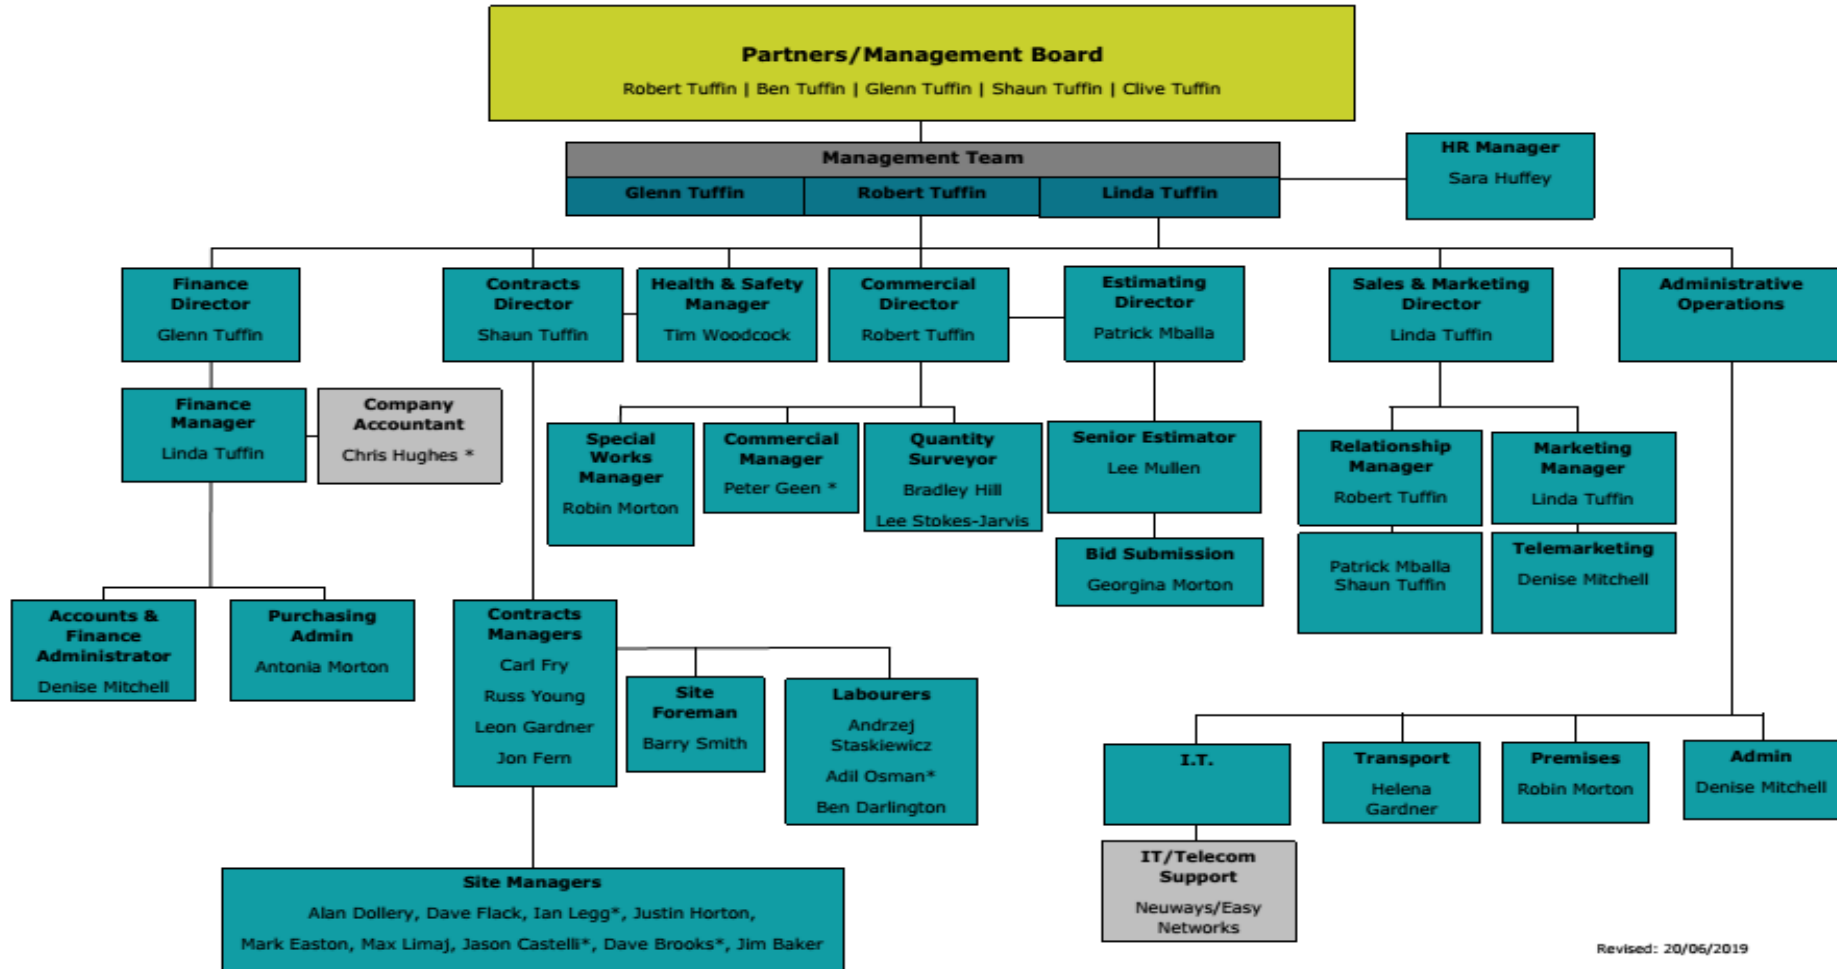 Partners/Management Board
Robert Tuffin | Ben Tuffin | Glenn Tuffin | Shaun Tuffin | Clive Tuffin
Management Team
Glenn Tuffin
Robert Tuffin
Linda Tuffin
HR Manager
Sara Huffey
Finance
Director
Glenn Tuffin
Contracts
Director
Shaun Tuffin
Health & Safety
Manager
Tim Woodcock
Commercial
Director
Robert Tuffin
Estimating
Director
Patrick Mballa
Sales & Marketing
Director
Linda Tuffin
Administrative
Operations
Finance
Manager
Linda Tuffin
Company
Accountant
Chris Hughes *
Special
Works
Manager
Robin Morton
Commercial
Manager
Peter Geen *
Quantity
Surveyor
Bradley Hill
Lee Stokes-Jarvis
Senior Estimator
Lee Mullen
Relationship
Manager
Robert Tuffin
Marketing
Manager
Linda Tuffin
Bid Submission
Georgina Morton
Patrick Mballa
Shaun Tuffin
Telemarketing
Denise Mitchell
Accounts &
Finance
Administrator
Denise Mitchell
Purchasing
Admin
Antonia Morton
Contracts
Managers
Carl Fry
Russ Young
Leon Gardner
Jon Fern
Site
Foreman
Barry Smith
Labourers
Andrzej
Staskiewicz
Adil Osman*
Ben Darlington
I.T.
Transport
Helena
Gardner
Premises
Robin Morton
Admin
Denise Mitchell
IT/Telecom
Support
Neuways/Easy
Networks
Site Managers
Alan Dollery, Dave Flack, Ian Legg*, Justin Horton,
Mark Easton, Max Limaj, Jason Castelli*, Dave Brooks*, Jim Baker
Revised: 20/06/2019